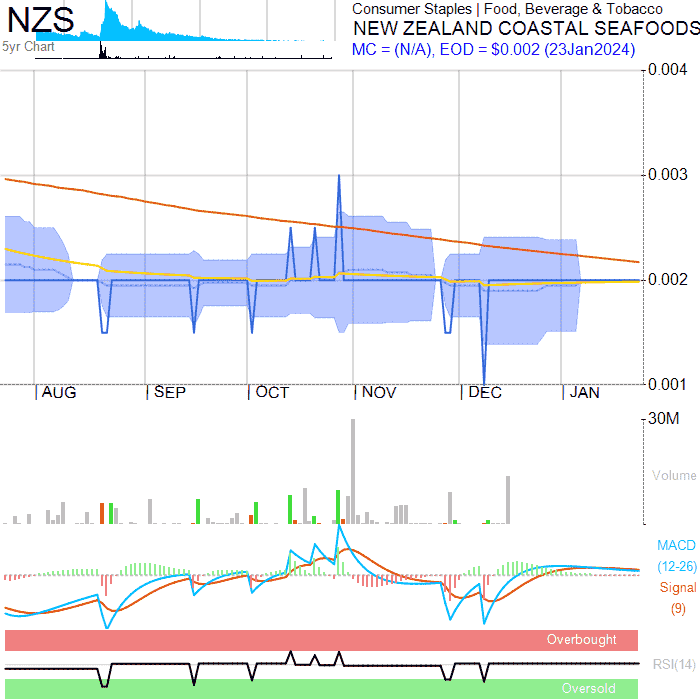 NZS
5yr Chart
Consumer Staples | Food, Beverage & Tobacco
NEW ZEALAND COASTAL SEAFOODS
MC = (N/A), EOD = $0.002 (23Jan2024)
0.004
0.003
0.002
0.001
AUG SEP OCT NOV DEC JAN
30M
Volume
MACD
(12-26)
Signal
(9)
Overbought
RSI(14)
Oversold